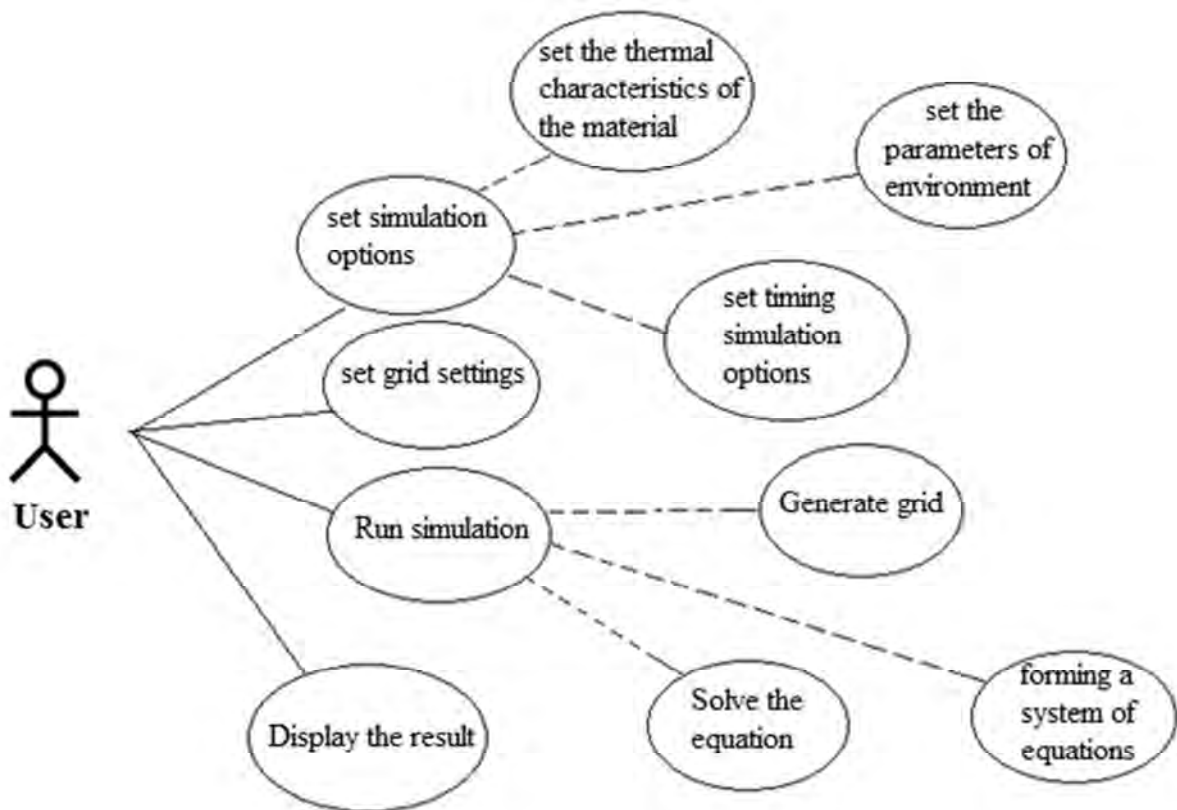 set the thermal
characteristics of
the material
set the
parameters of
environment
set simulation
options
set timing
simulation
options
set grid settings
User
Run simulation
Generate grid
Display the result
Solve the
equation
forming a
system of
equations